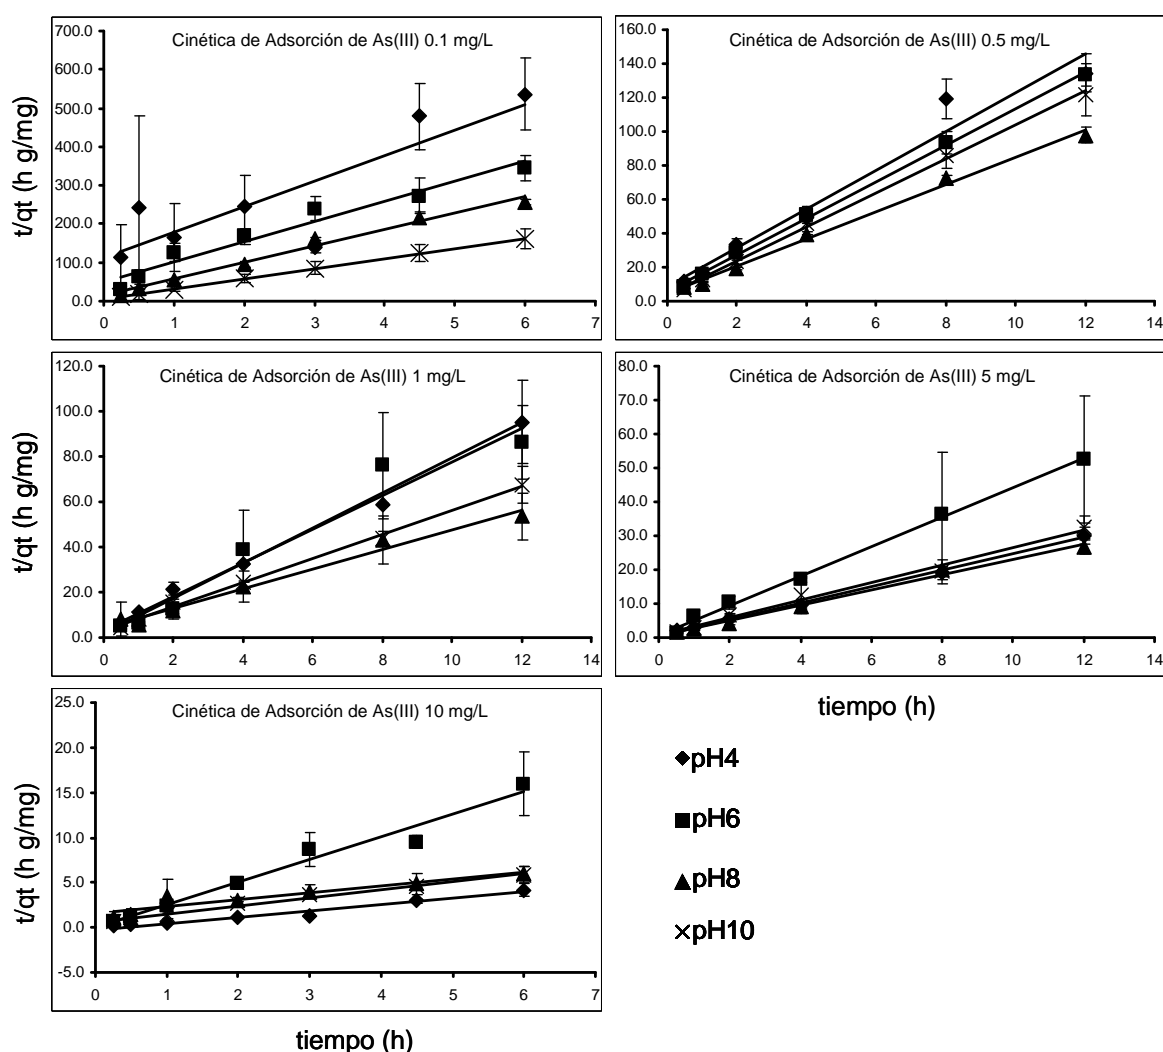 Cinética de Adsorción de As(III) 0.1 mg/L
t/qt (h g/mg)
700.0
600.0
500.0
400.0
300.0
200.0
100.0
0.0
0 1 2 3 4 5 6 7
Cinética de Adsorción de As(III) 0.5 mg/L
160.0
140.0
120.0
100.0
80.0
60.0
40.0
20.0
0.0
0 2 4 6 8 10 12 14
Cinética de Adsorción de As(III) 1 mg/L
t/qt (h g/mg)
120.0
100.0
80.0
60.0
40.0
20.0
0.0
0 2 4 6 8 10 12 14
Cinética de Adsorción de As(III) 5 mg/L
80.0
70.0
60.0
50.0
40.0
30.0
20.0
10.0
0.0
0 2 4 6 8 10 12 14
tiempo (h)
Cinética de Adsorción de As(III) 10 mg/L
t/qt (h g/mg)
25.0
20.0
15.0
10.0
5.0
0.0
-5.0
0 1 2 3 4 5 6 7
tiempo (h)
pH4
pH6
pH8
pH10